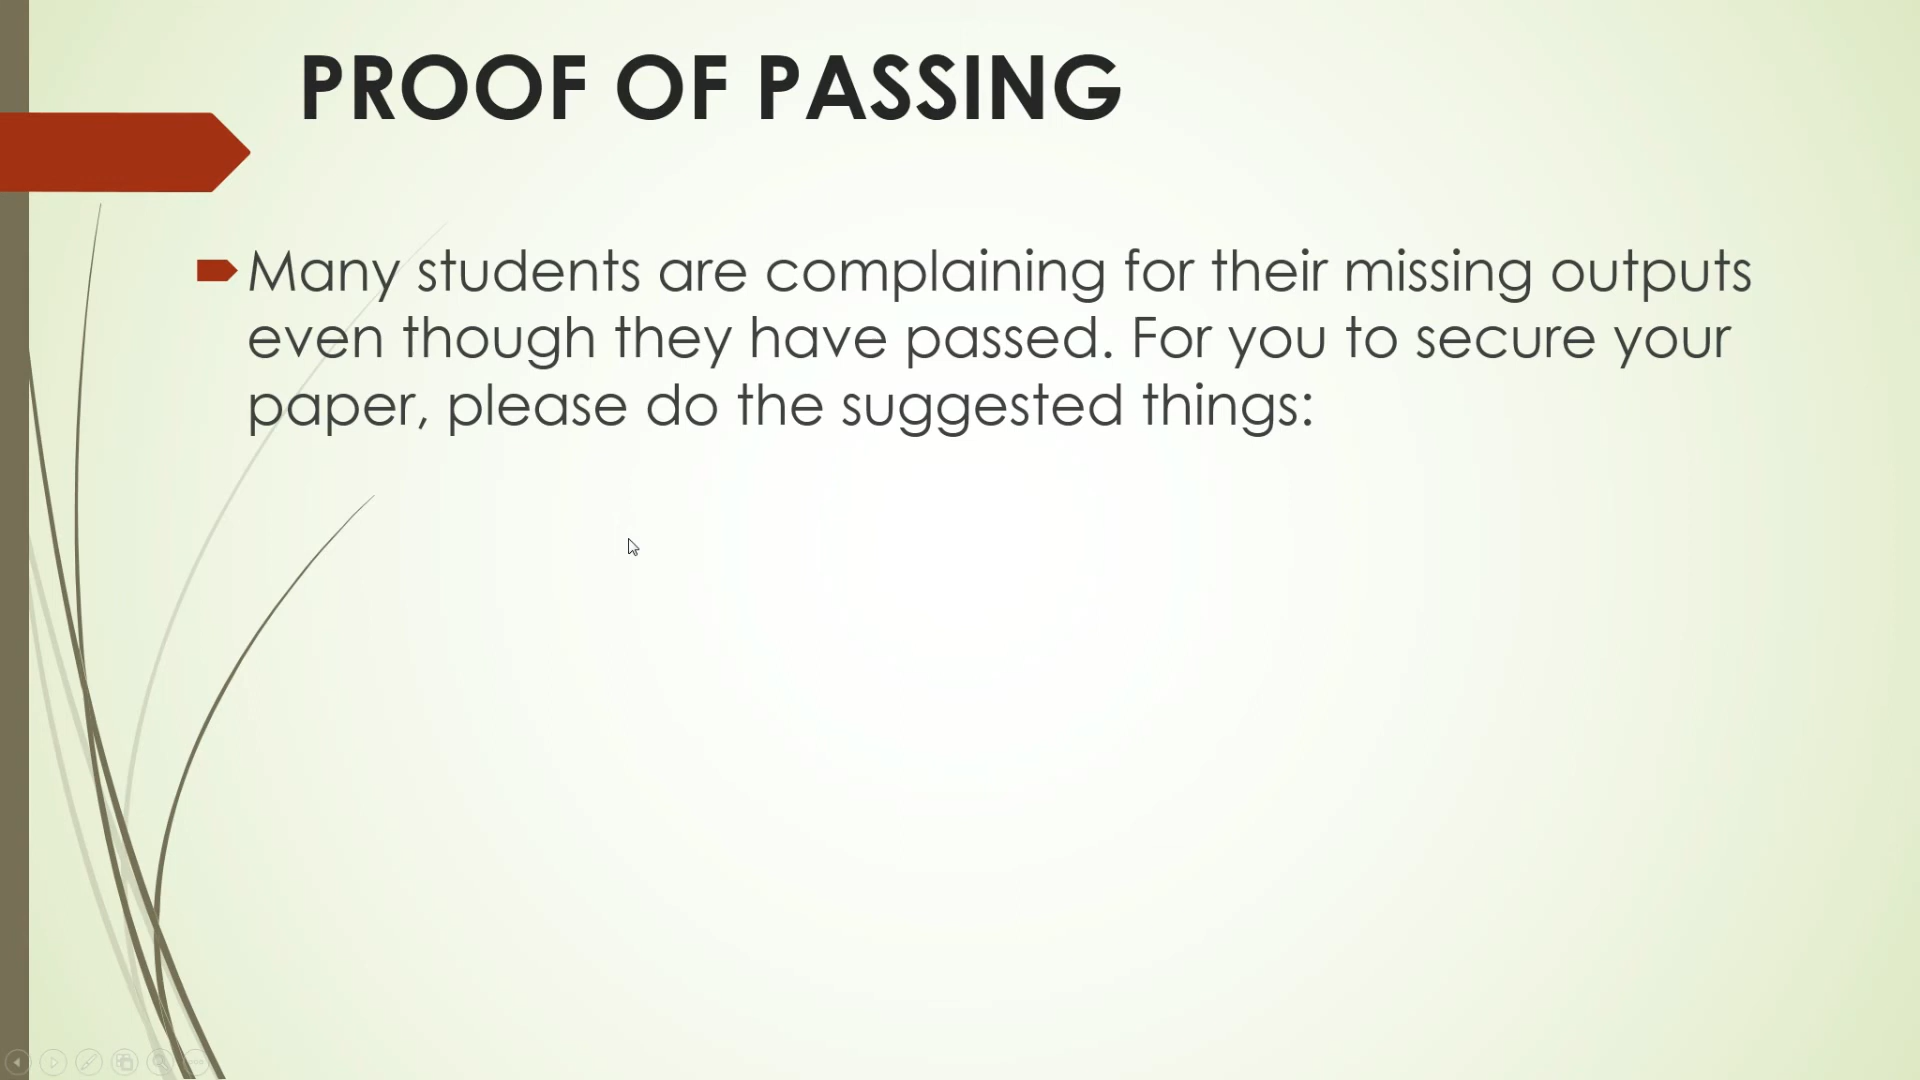 PROOF OF PASSING
Many students are complaining for their missing outputs
even though they have passed. For you to secure your
paper, please do the suggested things: